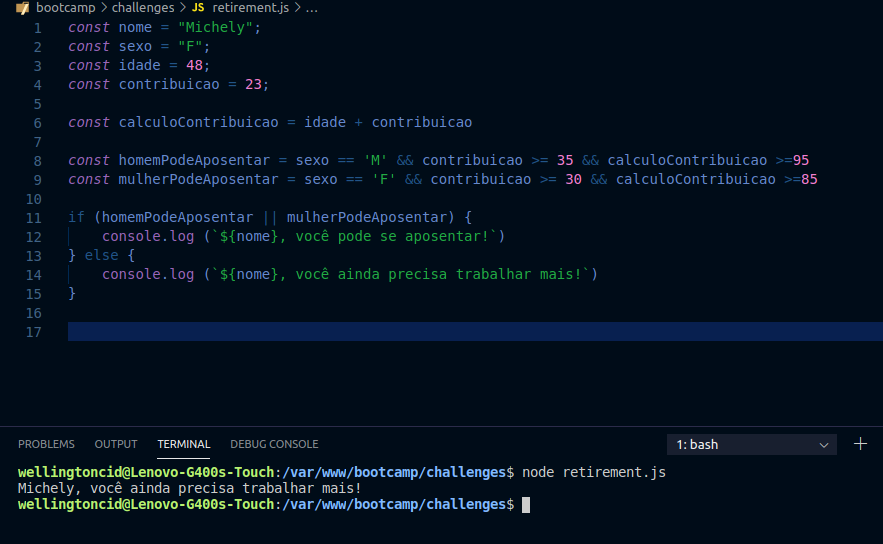 bootcamp > challenges > JS retirement.js > ...
1 const nome = "Michely";
2 const sexo = "F";
3 const idade = 48;
4 const contribuicao = 23;
5
6 const calculoContribuicao = idade + contribuicao
7
8 const homemPodeAposentar = sexo == 'M' && contribuicao >= 35 && calculoContribuicao >=95
9 const mulherPodeAposentar = sexo == 'F' && contribuicao >= 30 && calculoContribuicao >=85
10
11 if (homemPodeAposentar || mulherPodeAposentar) {
12     console.log (`${nome}, você pode se aposentar!`)
13 } else {
14     console.log (`${nome}, você ainda precisa trabalhar mais!`)
15 }
16
17
PROBLEMS OUTPUT TERMINAL DEBUG CONSOLE 1: bash
wellingtoncid@Lenovo-G400s-Touch:/var/www/bootcamp/challenges$ node retirement.js
Michely, você ainda precisa trabalhar mais!
wellingtoncid@Lenovo-G400s-Touch:/var/www/bootcamp/challenges$